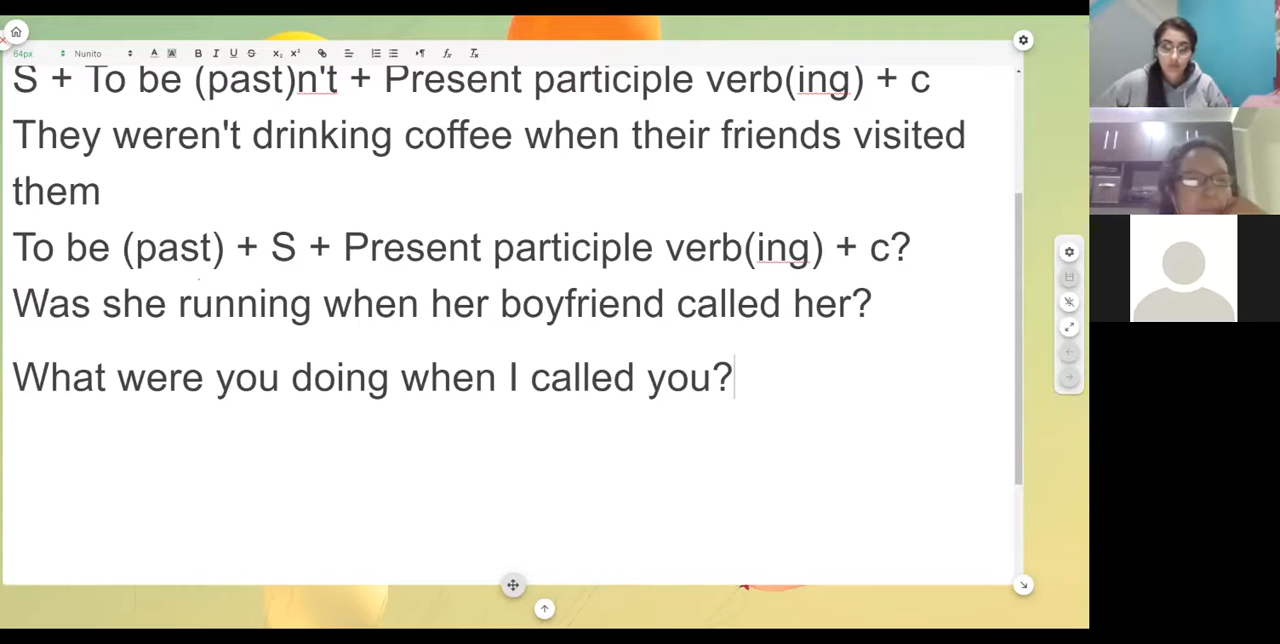 64px Nunito
S + To be (past)n't + Present participle verb(ing) + c
They weren't drinking coffee when their friends visited
them
To be (past) + S + Present participle verb(ing) + c?
Was she running when her boyfriend called her?
What were you doing when I called you?